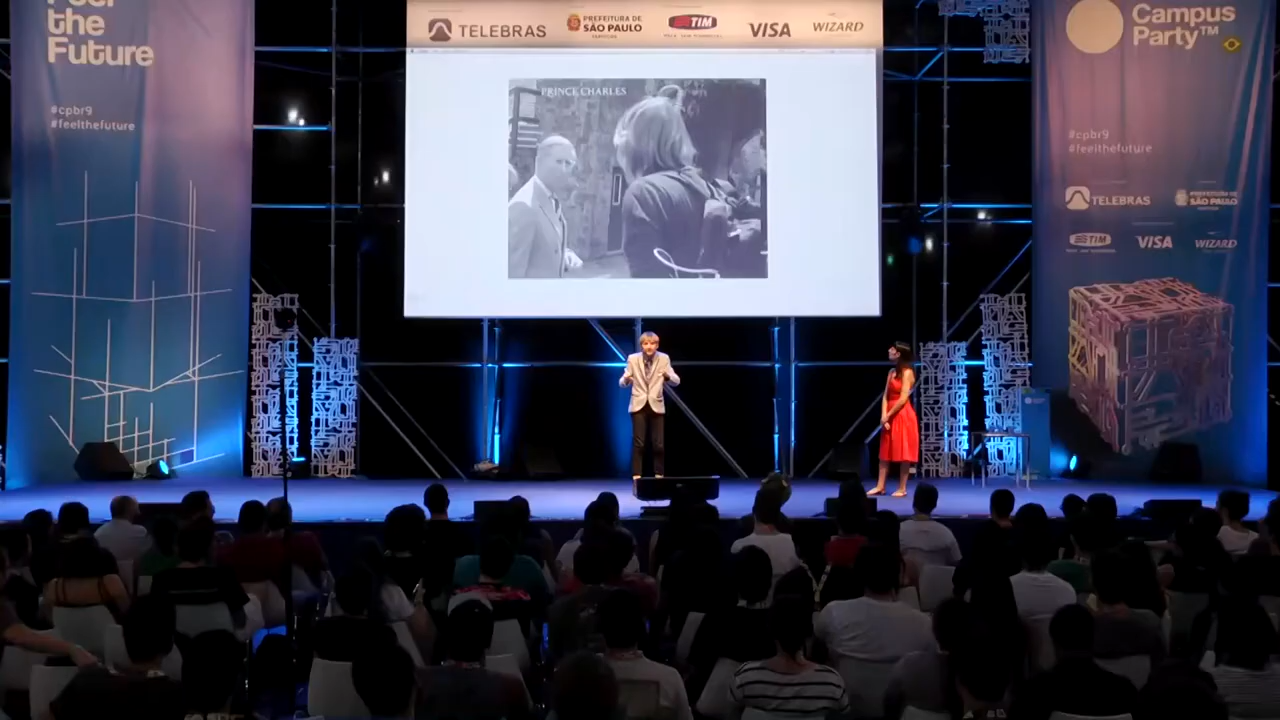 Feel
the
Future
#cpbr9
#feelthefuture
TELEBRAS
PREFEITURA DE
SÃO PAULO
TIM
VISA
WIZARD
PRINCE CHARLES
Campus
Party™
#cpbr9
#feelthefuture
TELEBRAS
PREFEITURA DE
SÃO PAULO
TIM
VISA
WIZARD